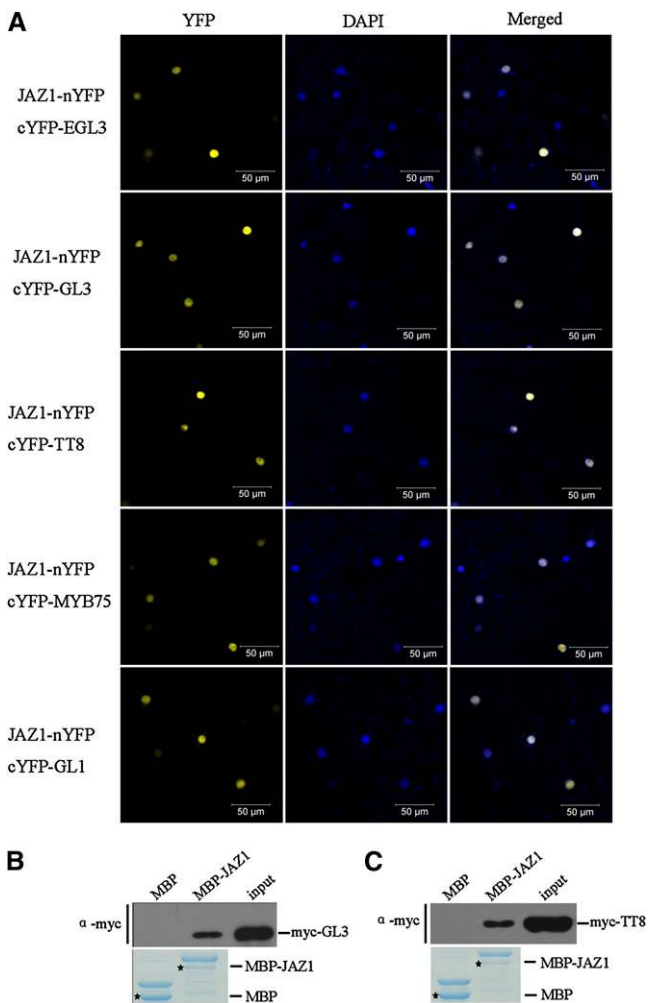 A
YFP DAPI Merged
JAZ1-nYFP
cYFP-EGL3
50 µm 50 µm 50 µm
JAZ1-nYFP
cYFP-GL3
50 µm 50 µm 50 µm
JAZ1-nYFP
cYFP-TT8
50 µm 50 µm 50 µm
JAZ1-nYFP
cYFP-MYB75
50 µm 50 µm 50 µm
JAZ1-nYFP
cYFP-GL1
50 µm 50 µm 50 µm
B
MBP MBP-JAZ1 input
α-myc
myc-GL3
MBP-JAZ1
MBP
C
MBP MBP-JAZ1 input
α-myc
myc-TT8
MBP-JAZ1
MBP